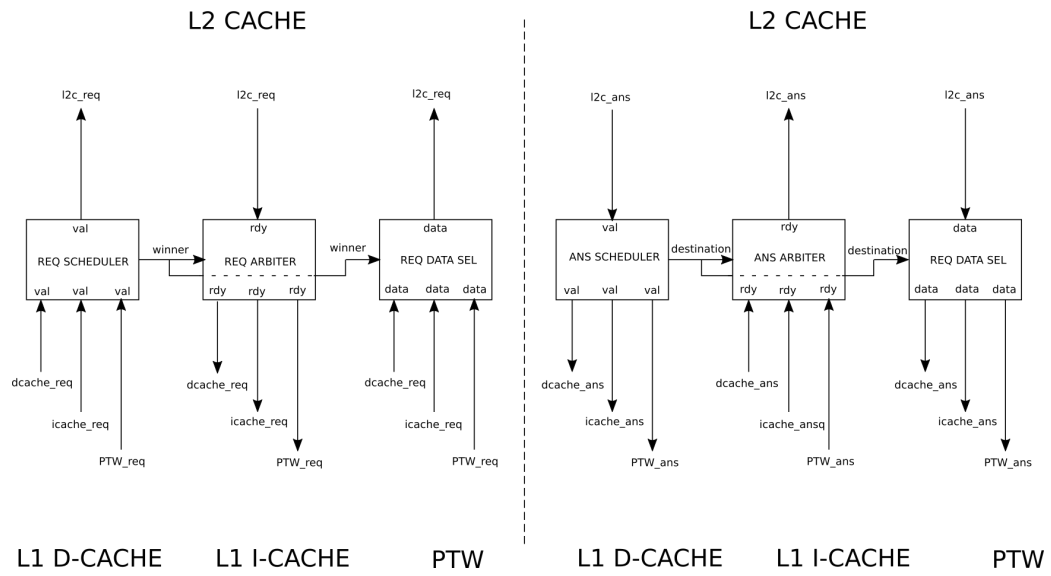 L2 CACHE
L2 CACHE
l2c_req
l2c_req
l2c_req
l2c_ans
l2c_ans
l2c_ans
val
rdy
data
val
rdy
data
winner
winner
destination
destination
REQ SCHEDULER
REQ ARBITER
REQ DATA SEL
ANS SCHEDULER
ANS ARBITER
REQ DATA SEL
val val val
rdy rdy rdy
data data data
val val val
rdy rdy rdy
data data data
dcache_req
dcache_req
dcache_req
dcache_ans
dcache_ans
dcache_ans
icache_req
icache_req
icache_req
icache_ans
icache_ansq
icache_ans
PTW_req
PTW_req
PTW_req
PTW_ans
PTW_ans
PTW_ans
L1 D-CACHE
L1 I-CACHE
PTW
L1 D-CACHE
L1 I-CACHE
PTW